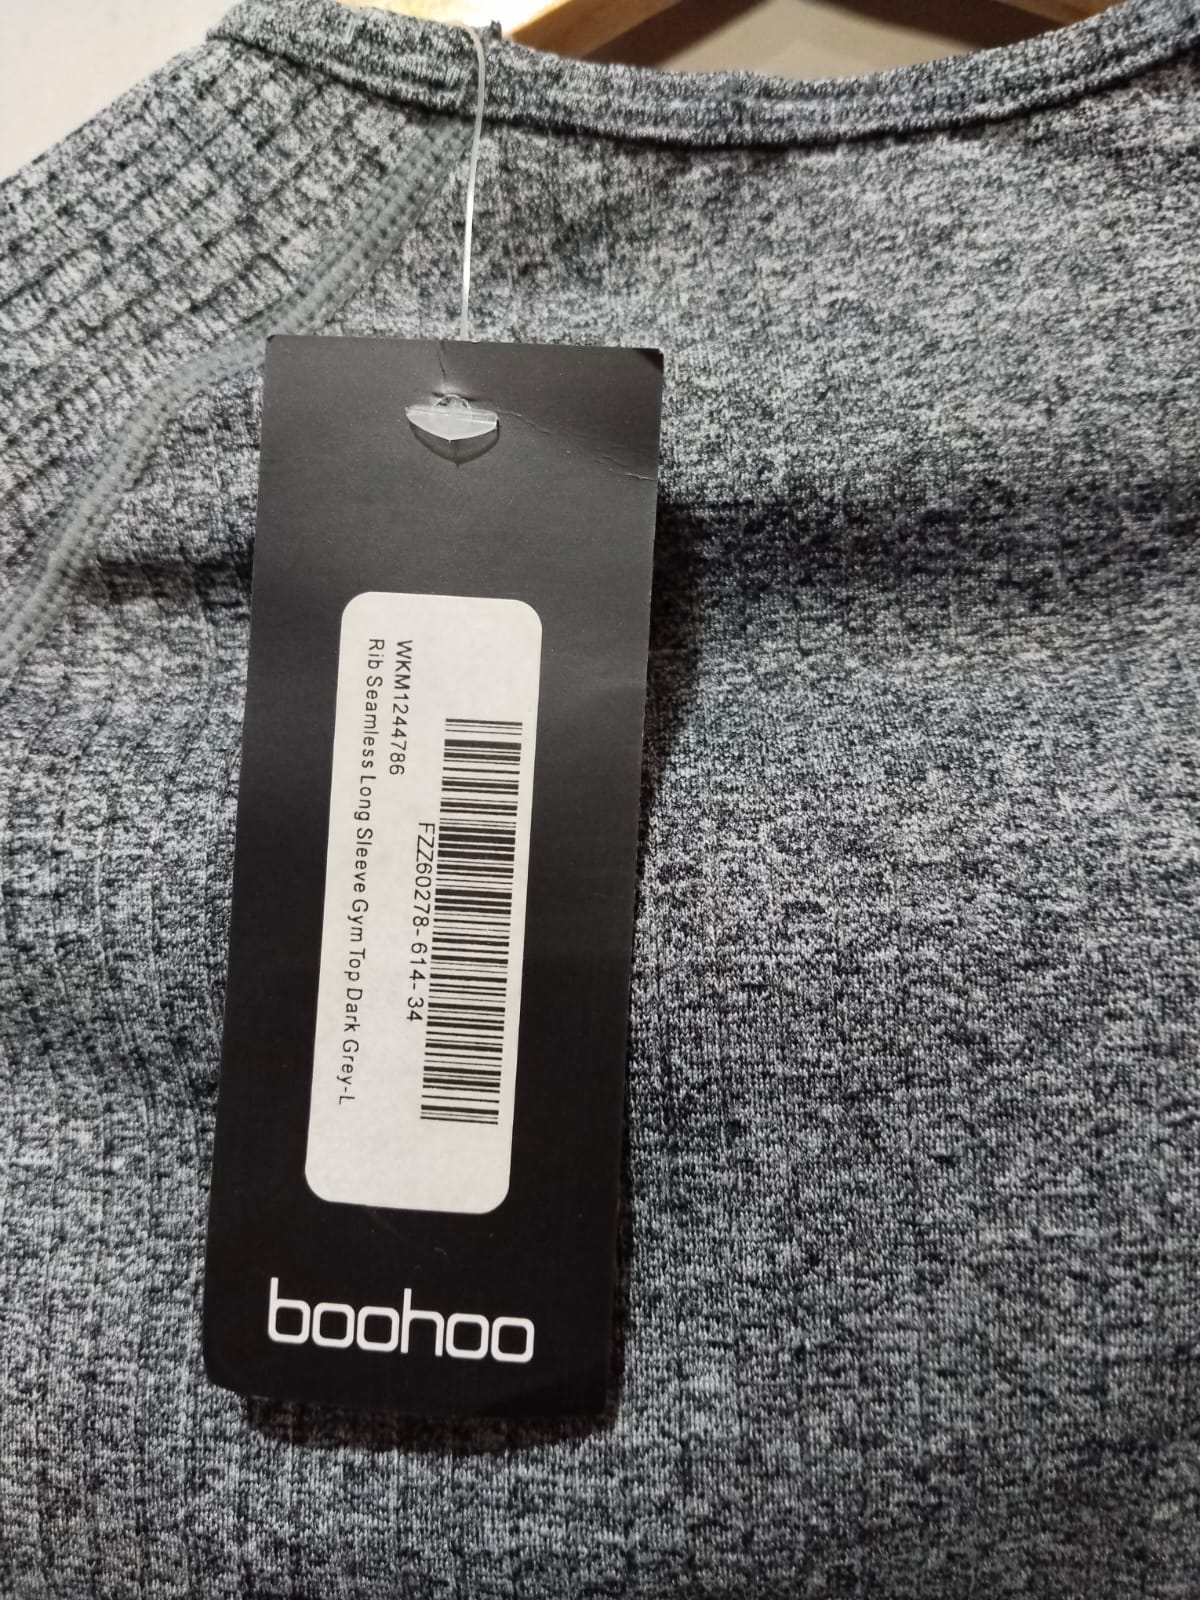 FZZ60278-614-34
WKM1244786
Rib Seamless Long Sleeve Gym Top Dark Grey-L
boohoo